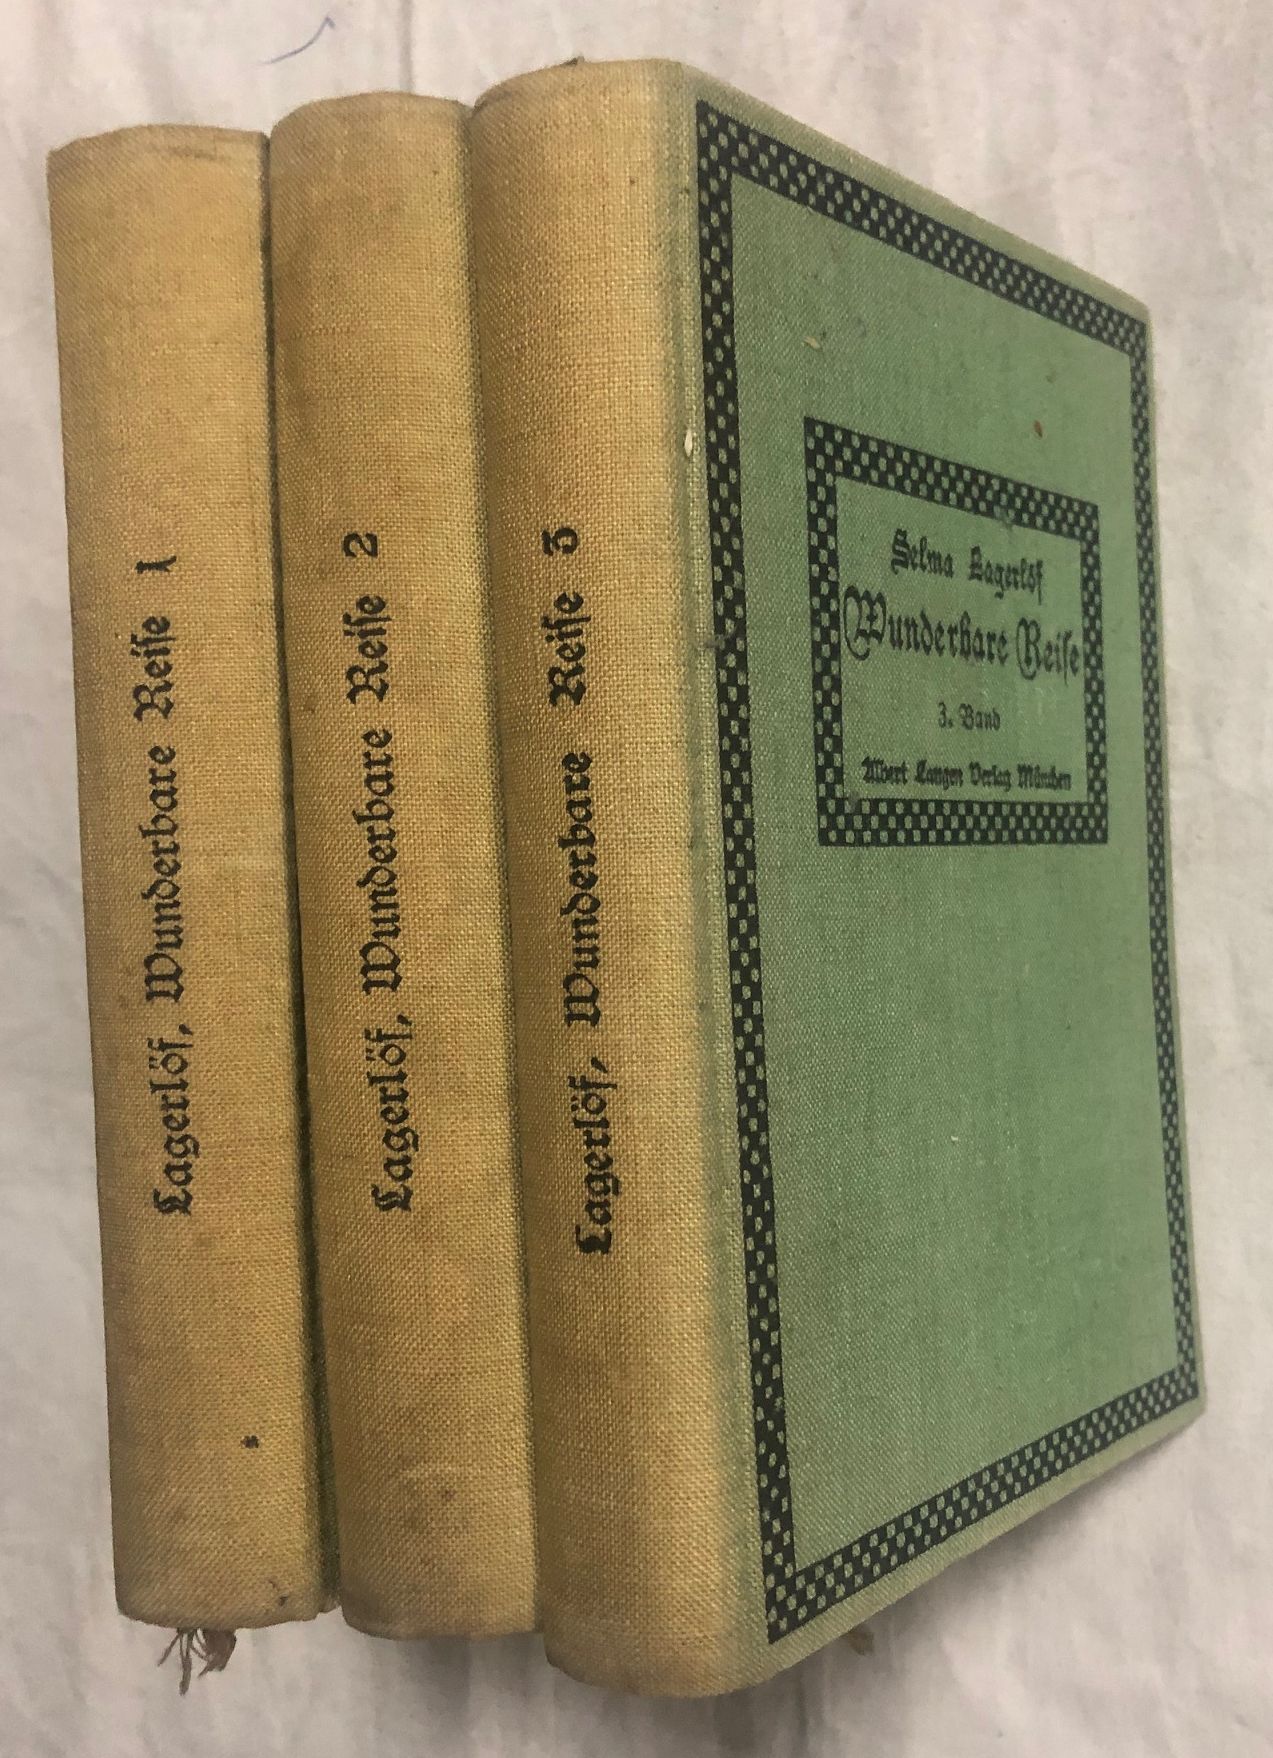 Lagerlöf, Wunderbare Reise 1
Lagerlöf, Wunderbare Reise 2
Lagerlöf, Wunderbare Reise 3
Selma Lagerlöf
Wunderbare Reise
3. Band
Albert Langen Verlag München